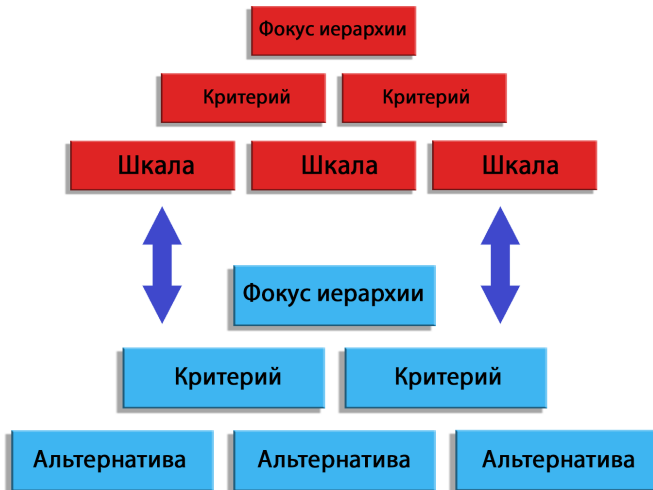 Фокус иерархии
Критерий Критерий
Шкала Шкала Шкала
Фокус иерархии
Критерий Критерий
Альтернатива Альтернатива Альтернатива